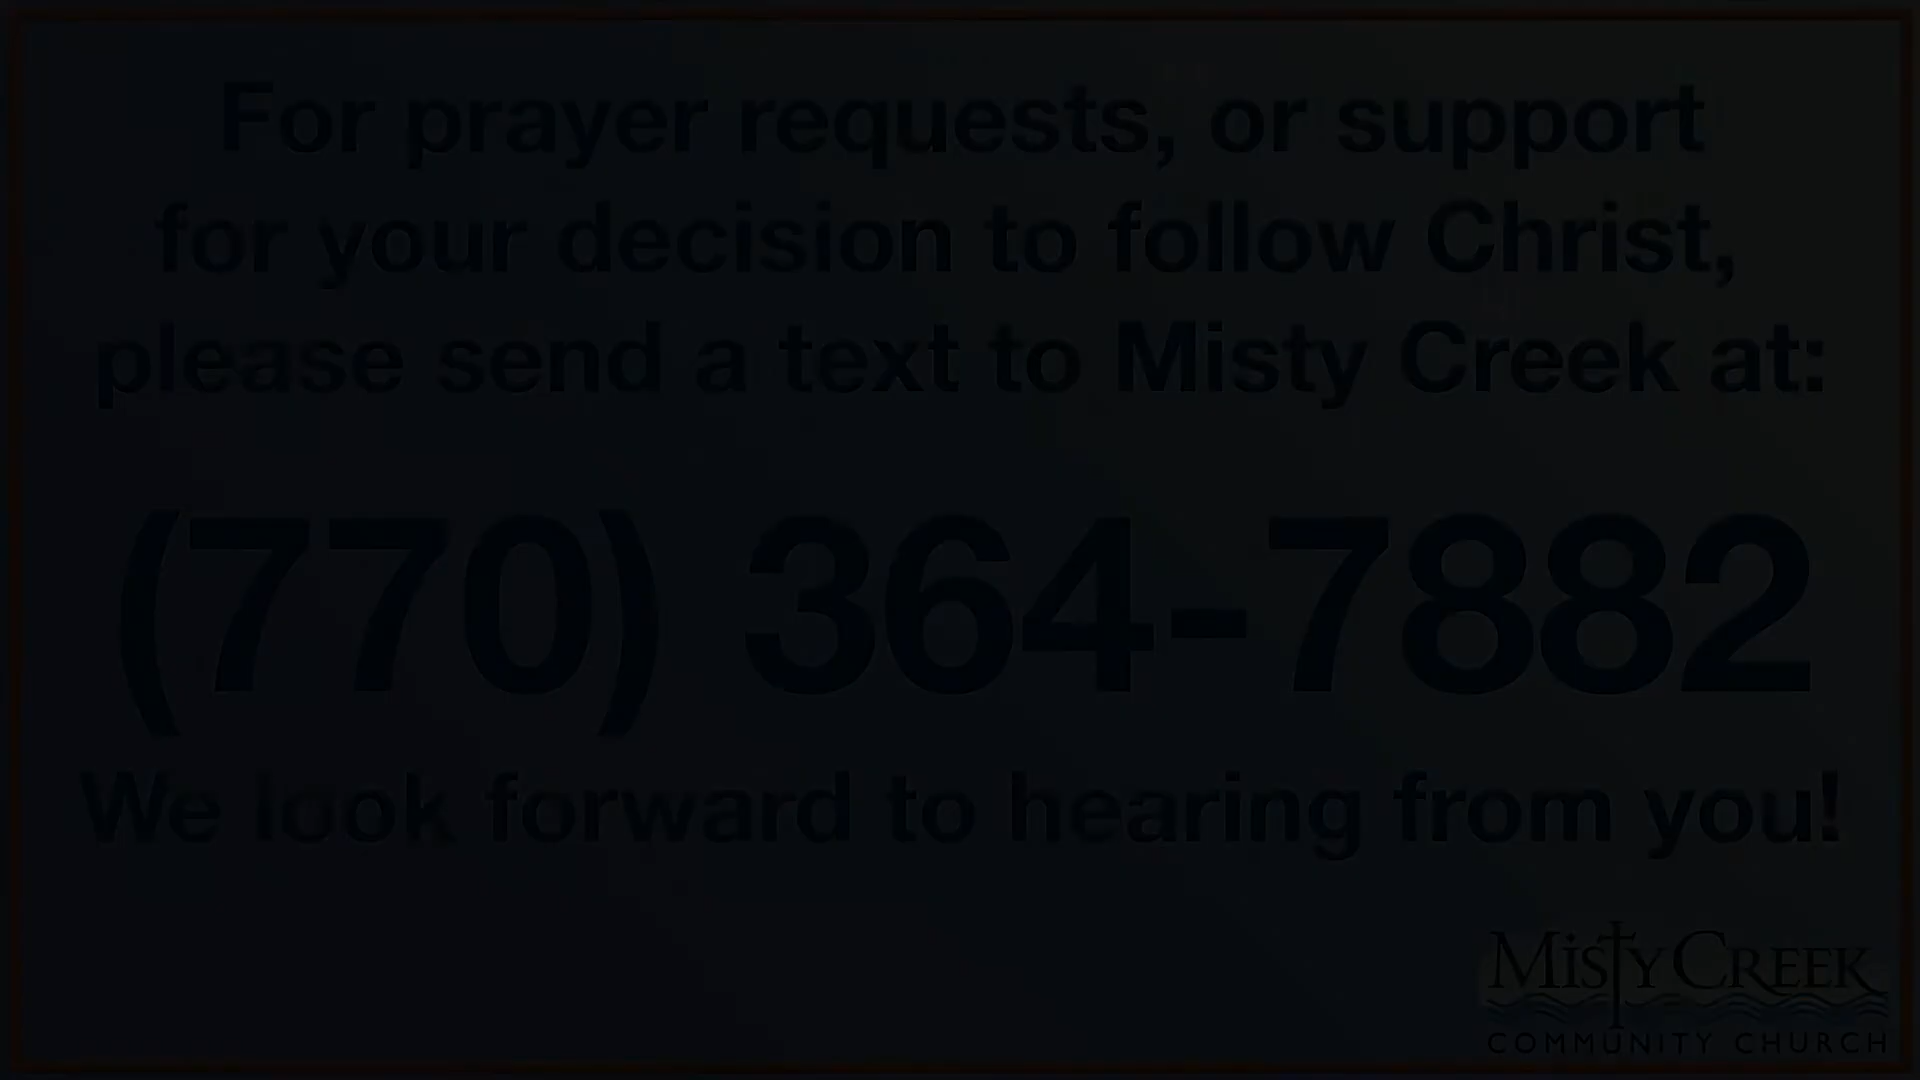 For prayer requests, or support
for your decision to follow Christ,
please send a text to Misty Creek at:
(770) 364-7882
We look forward to hearing from you!
MISTY CREEK
COMMUNITY CHURCH